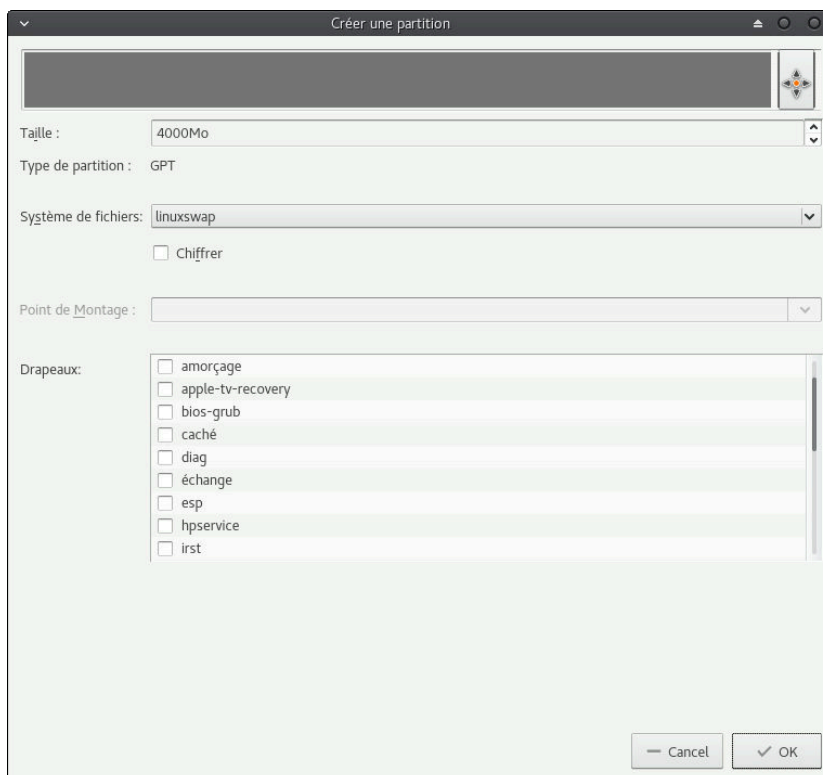 Créer une partition
Taille :
4000Mo
Type de partition :
GPT
Système de fichiers:
linuxswap
Chiffrer
Point de Montage :
Drapeaux:
amorçage
apple-tv-recovery
bios-grub
caché
diag
échange
esp
hpservice
irst
Cancel
OK